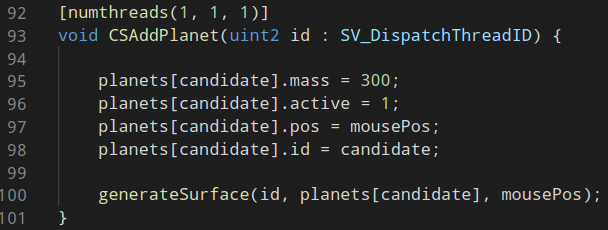 92 [numthreads(1, 1, 1)]
93 void CSAddPlanet(uint2 id : SV_DispatchThreadID) {
94
95     planets[candidate].mass = 300;
96     planets[candidate].active = 1;
97     planets[candidate].pos = mousePos;
98     planets[candidate].id = candidate;
99
100     generateSurface(id, planets[candidate], mousePos);
101 }